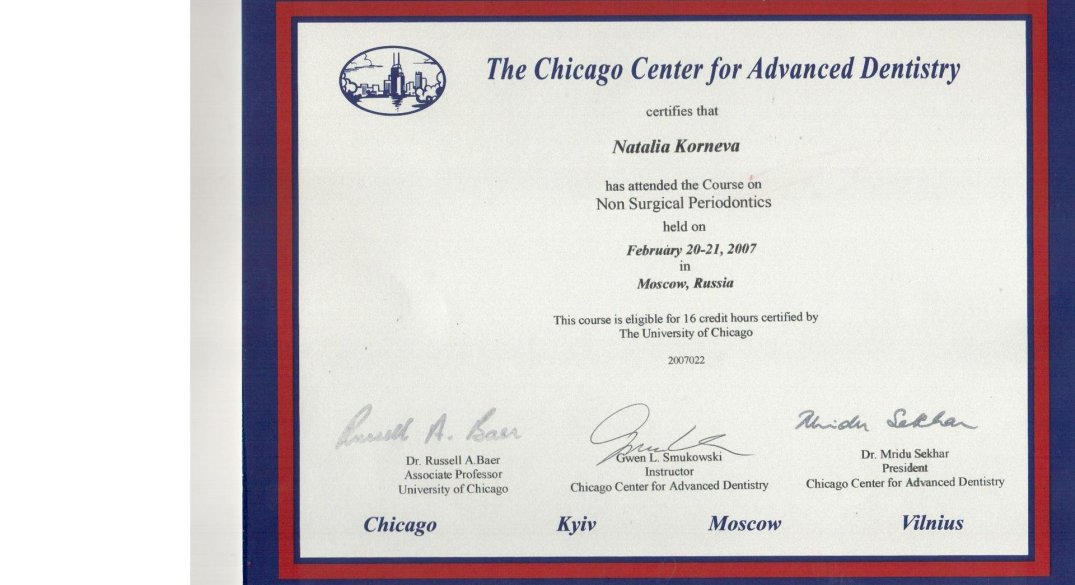 The Chicago Center for Advanced Dentistry
certifies that
Natalia Korneva
has attended the Course on
Non Surgical Periodontics
held on
February 20-21, 2007
in
Moscow, Russia
This course is eligible for 16 credit hours certified by
The University of Chicago
2007022
Russell A. Baer
Dr. Russell A.Baer
Associate Professor
University of Chicago
Gwen L. Smukowski
Instructor
Chicago Center for Advanced Dentistry
Mridu Sekhar
Dr. Mridu Sekhar
President
Chicago Center for Advanced Dentistry
Chicago Kyiv Moscow Vilnius